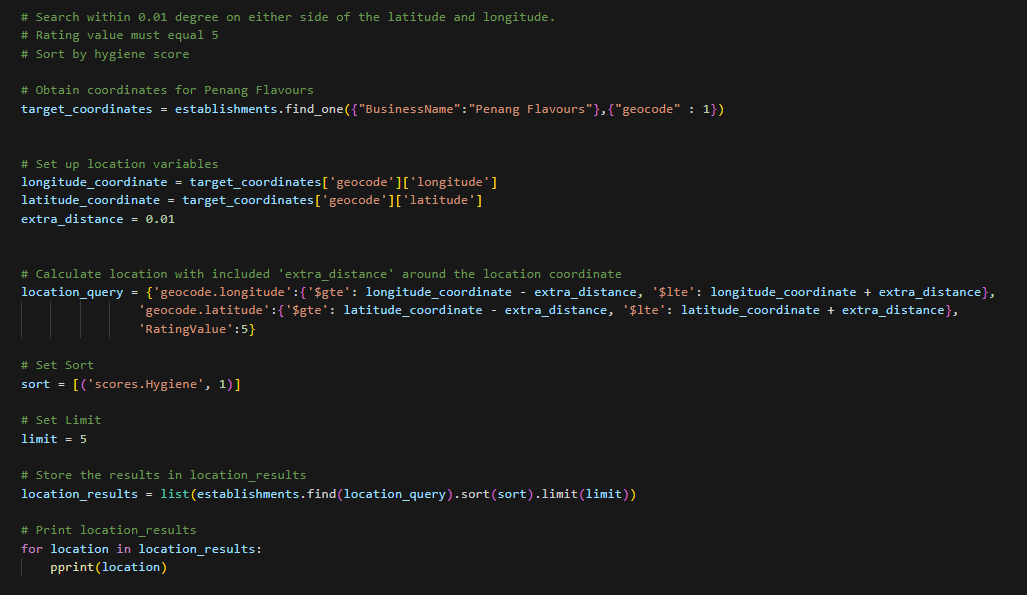 # Search within 0.01 degree on either side of the latitude and longitude.
# Rating value must equal 5
# Sort by hygiene score
# Obtain coordinates for Penang Flavours
target_coordinates = establishments.find_one({"BusinessName":"Penang Flavours"},{"geocode" : 1})
# Set up location variables
longitude_coordinate = target_coordinates['geocode']['longitude']
latitude_coordinate = target_coordinates['geocode']['latitude']
extra_distance = 0.01
# Calculate location with included 'extra_distance' around the location coordinate
location_query = {'geocode.longitude':{'$gte': longitude_coordinate - extra_distance, '$lte': longitude_coordinate + extra_distance},
'geocode.latitude':{'$gte': latitude_coordinate - extra_distance, '$lte': latitude_coordinate + extra_distance},
'RatingValue':5}
# Set Sort
sort = [('scores.Hygiene', 1)]
# Set Limit
limit = 5
# Store the results in location_results
location_results = list(establishments.find(location_query).sort(sort).limit(limit))
# Print location_results
for location in location_results:
    pprint(location)